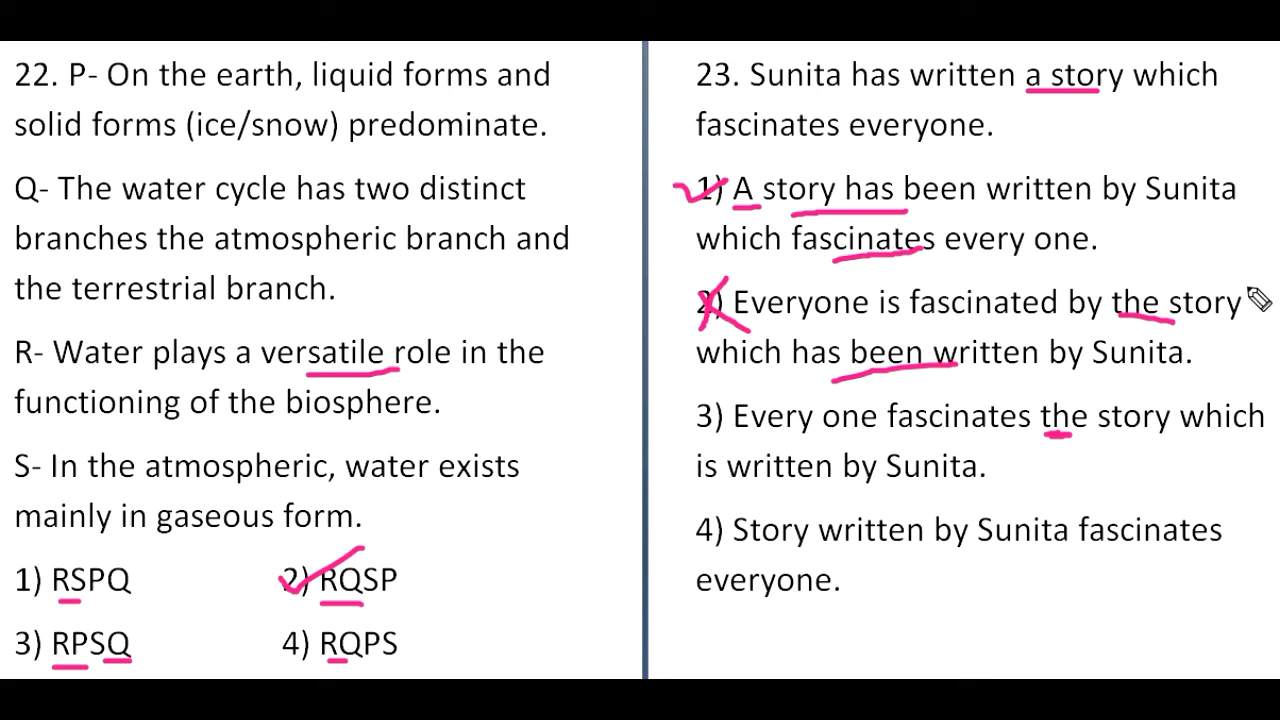 22. P- On the earth, liquid forms and
solid forms (ice/snow) predominate.
Q- The water cycle has two distinct
branches the atmospheric branch and
the terrestrial branch.
R- Water plays a versatile role in the
functioning of the biosphere.
S- In the atmospheric, water exists
mainly in gaseous form.
1) RSPQ 2) RQSP
3) RPSQ 4) RQPS
23. Sunita has written a story which
fascinates everyone.
1) A story has been written by Sunita
which fascinates every one.
2) Everyone is fascinated by the story
which has been written by Sunita.
3) Every one fascinates the story which
is written by Sunita.
4) Story written by Sunita fascinates
everyone.